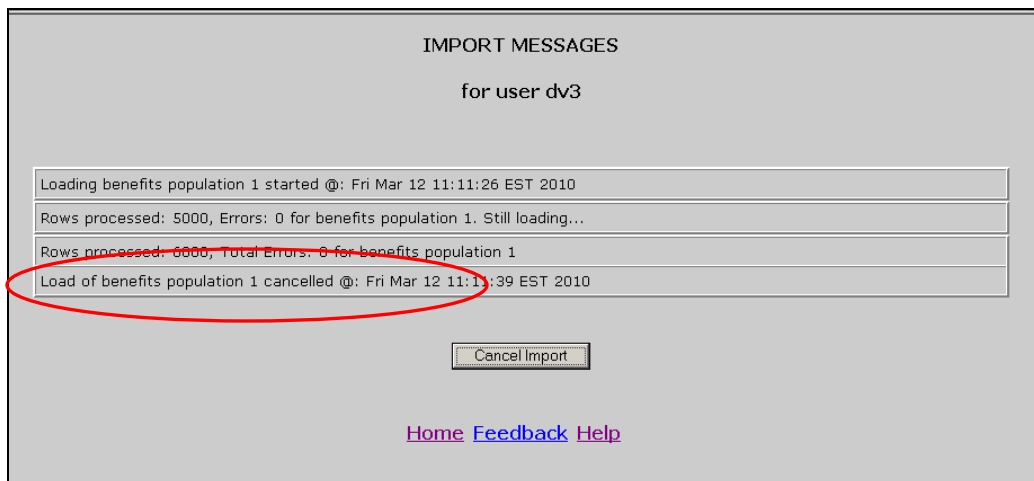 IMPORT MESSAGES
for user dv3
Loading benefits population 1 started @: Fri Mar 12 11:11:26 EST 2010
Rows processed: 5000, Errors: 0 for benefits population 1. Still loading...
Rows processed: 6000, Total Errors: 0 for benefits population 1
Load of benefits population 1 cancelled @: Fri Mar 12 11:11:39 EST 2010
Cancel Import
Home Feedback Help